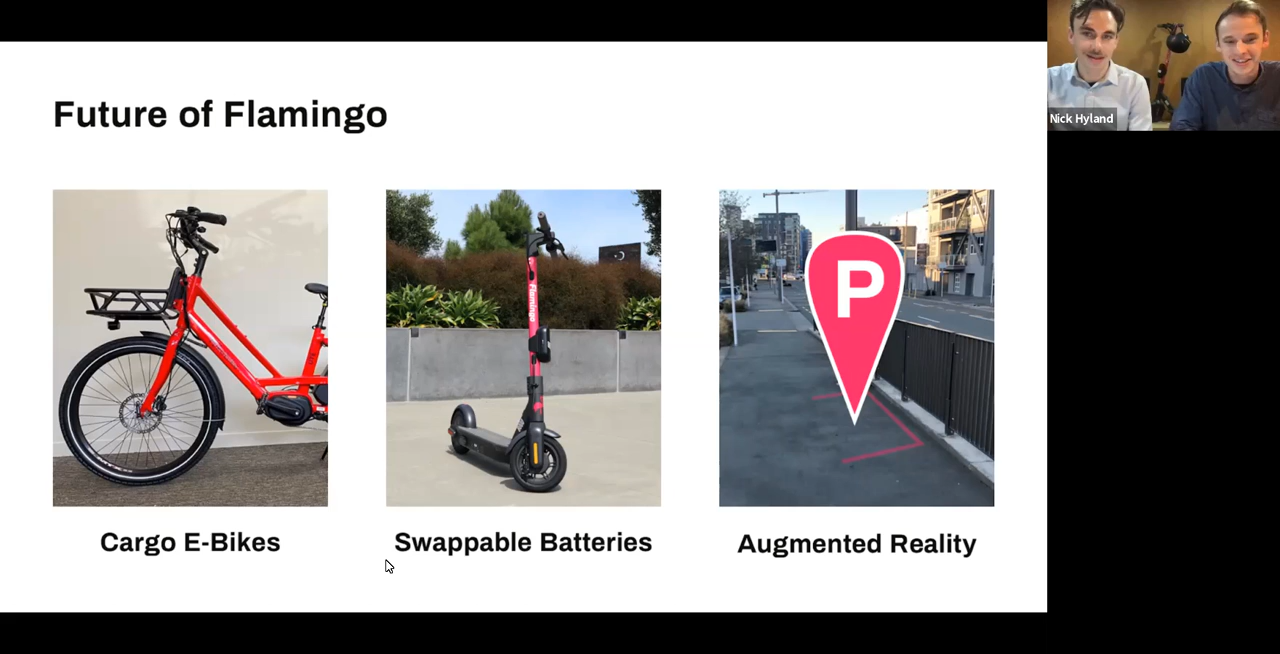 Future of Flamingo
Nick Hyland
Flamingo
P
Cargo E-Bikes
Swappable Batteries
Augmented Reality